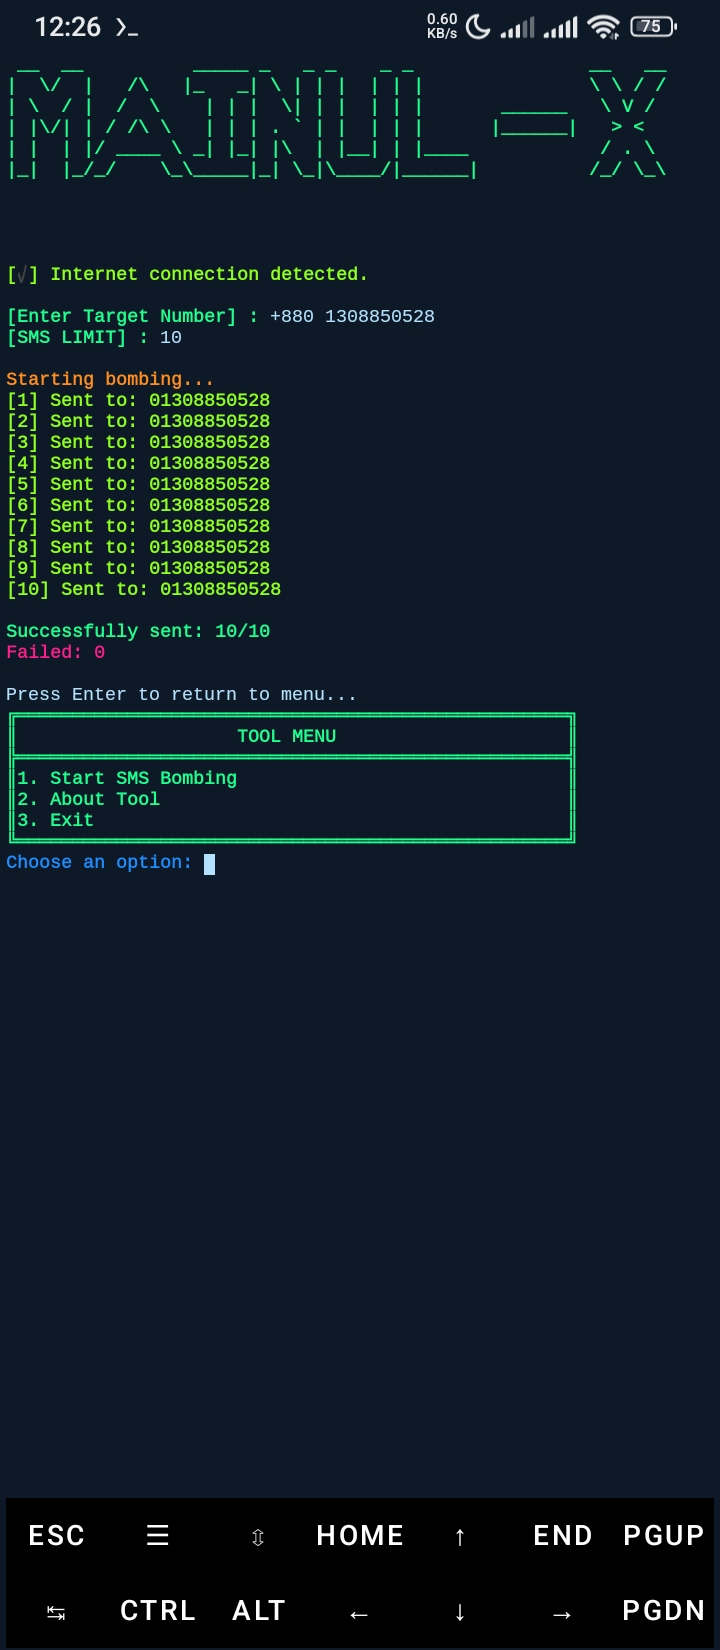 12:26
0.60 KB/s
75
MAINUL-X
[√] Internet connection detected.
[Enter Target Number] : +880 1308850528
[SMS LIMIT] : 10
Starting bombing...
[1] Sent to: 01308850528
[2] Sent to: 01308850528
[3] Sent to: 01308850528
[4] Sent to: 01308850528
[5] Sent to: 01308850528
[6] Sent to: 01308850528
[7] Sent to: 01308850528
[8] Sent to: 01308850528
[9] Sent to: 01308850528
[10] Sent to: 01308850528
Successfully sent: 10/10
Failed: 0
Press Enter to return to menu...
TOOL MENU
1. Start SMS Bombing
2. About Tool
3. Exit
Choose an option:
ESC ☰ ⇳ HOME ↑ END PGUP
↹ CTRL ALT ← ↓ → PGDN